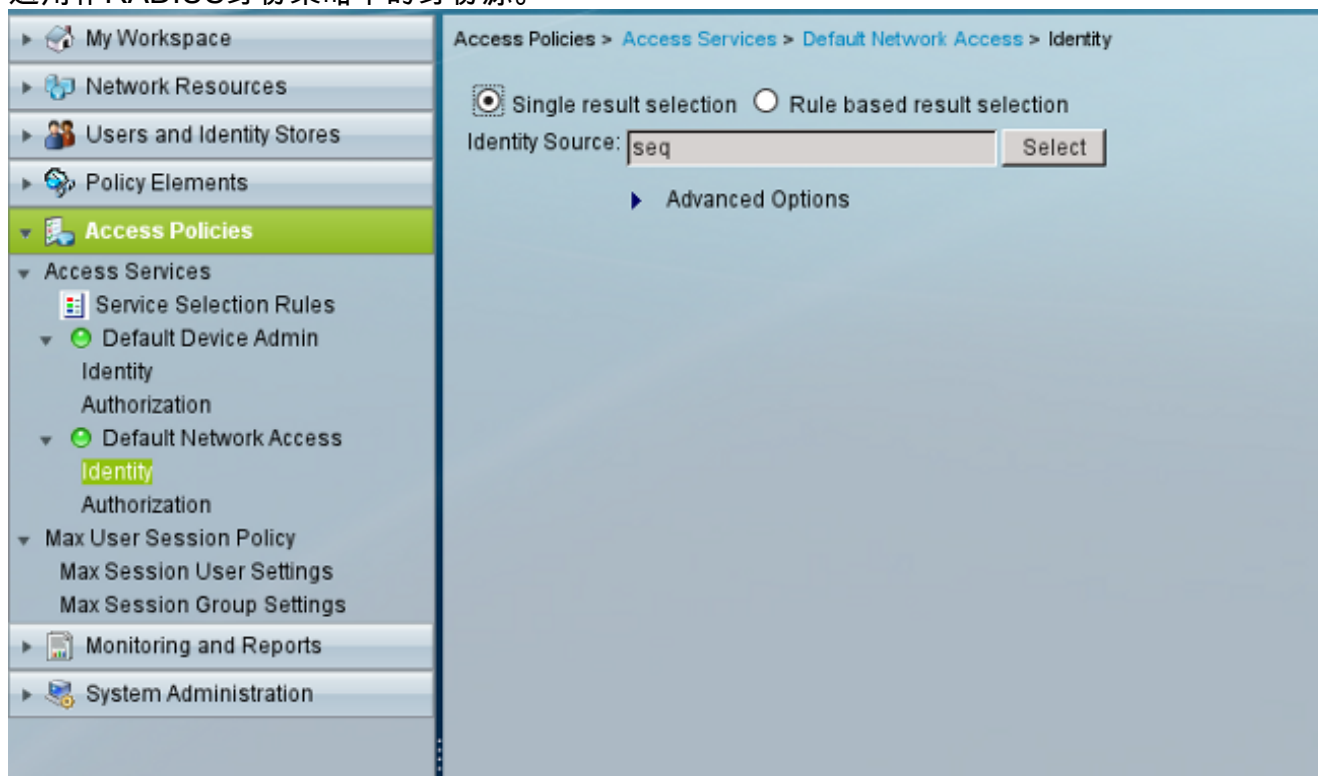 My Workspace
Network Resources
Users and Identity Stores
Policy Elements
Access Policies
Access Services
Service Selection Rules
Default Device Admin
Identity
Authorization
Default Network Access
Identity
Authorization
Max User Session Policy
Max Session User Settings
Max Session Group Settings
Monitoring and Reports
System Administration
Access Policies > Access Services > Default Network Access > Identity
Single result selection Rule based result selection
Identity Source: seq Select
Advanced Options